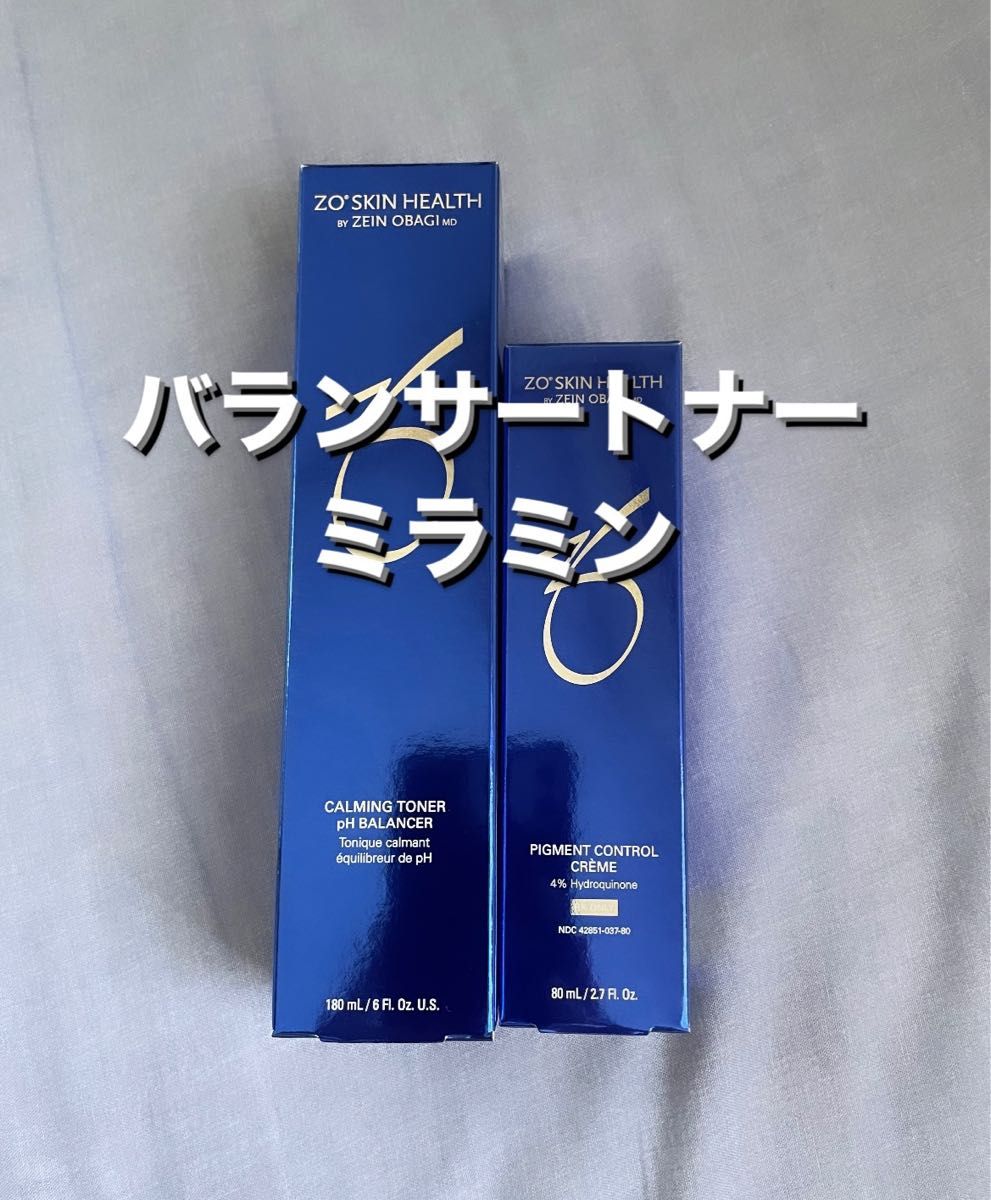 ZO® SKIN HEALTH
BY ZEIN OBAGI MD
バランサートナー
ミラミン
CALMING TONER
pH BALANCER
Tonique calmant
équilibreur de pH
180 mL / 6 Fl. Oz. U.S.
ZO® SKIN HEALTH
BY ZEIN OBAGI MD
PIGMENT CONTROL
CRÈME
4% Hydroquinone
NDC 42851-037-80
80 mL / 2.7 Fl. Oz.